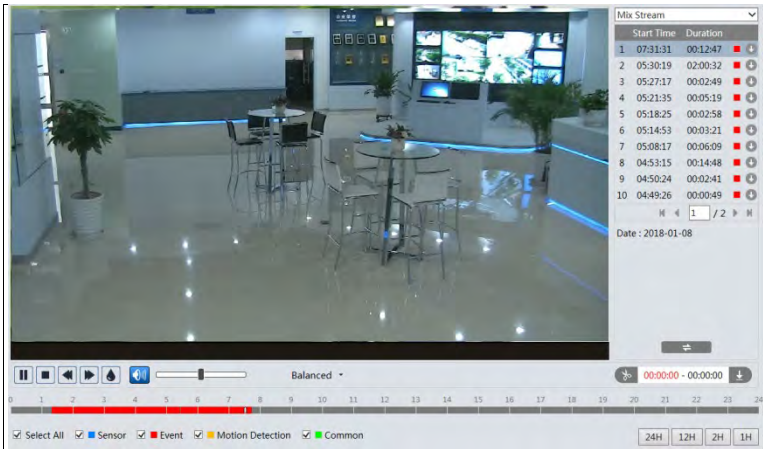 Mix Stream
Start Time Duration
1 07:31:31 00:12:47
2 05:30:19 02:00:32
3 05:27:17 00:02:49
4 05:21:35 00:05:19
5 05:18:25 00:02:58
6 05:14:53 00:03:21
7 05:08:17 00:06:09
8 04:53:15 00:14:48
9 04:50:24 00:02:41
10 04:49:26 00:00:49
1 / 2
Date : 2018-01-08
Balanced
00:00:00 - 00:00:00
0 1 2 3 4 5 6 7 8 9 10 11 12 13 14 15 16 17 18 19 20 21 22 23 24
Select All Sensor Event Motion Detection Common
24H 12H 2H 1H